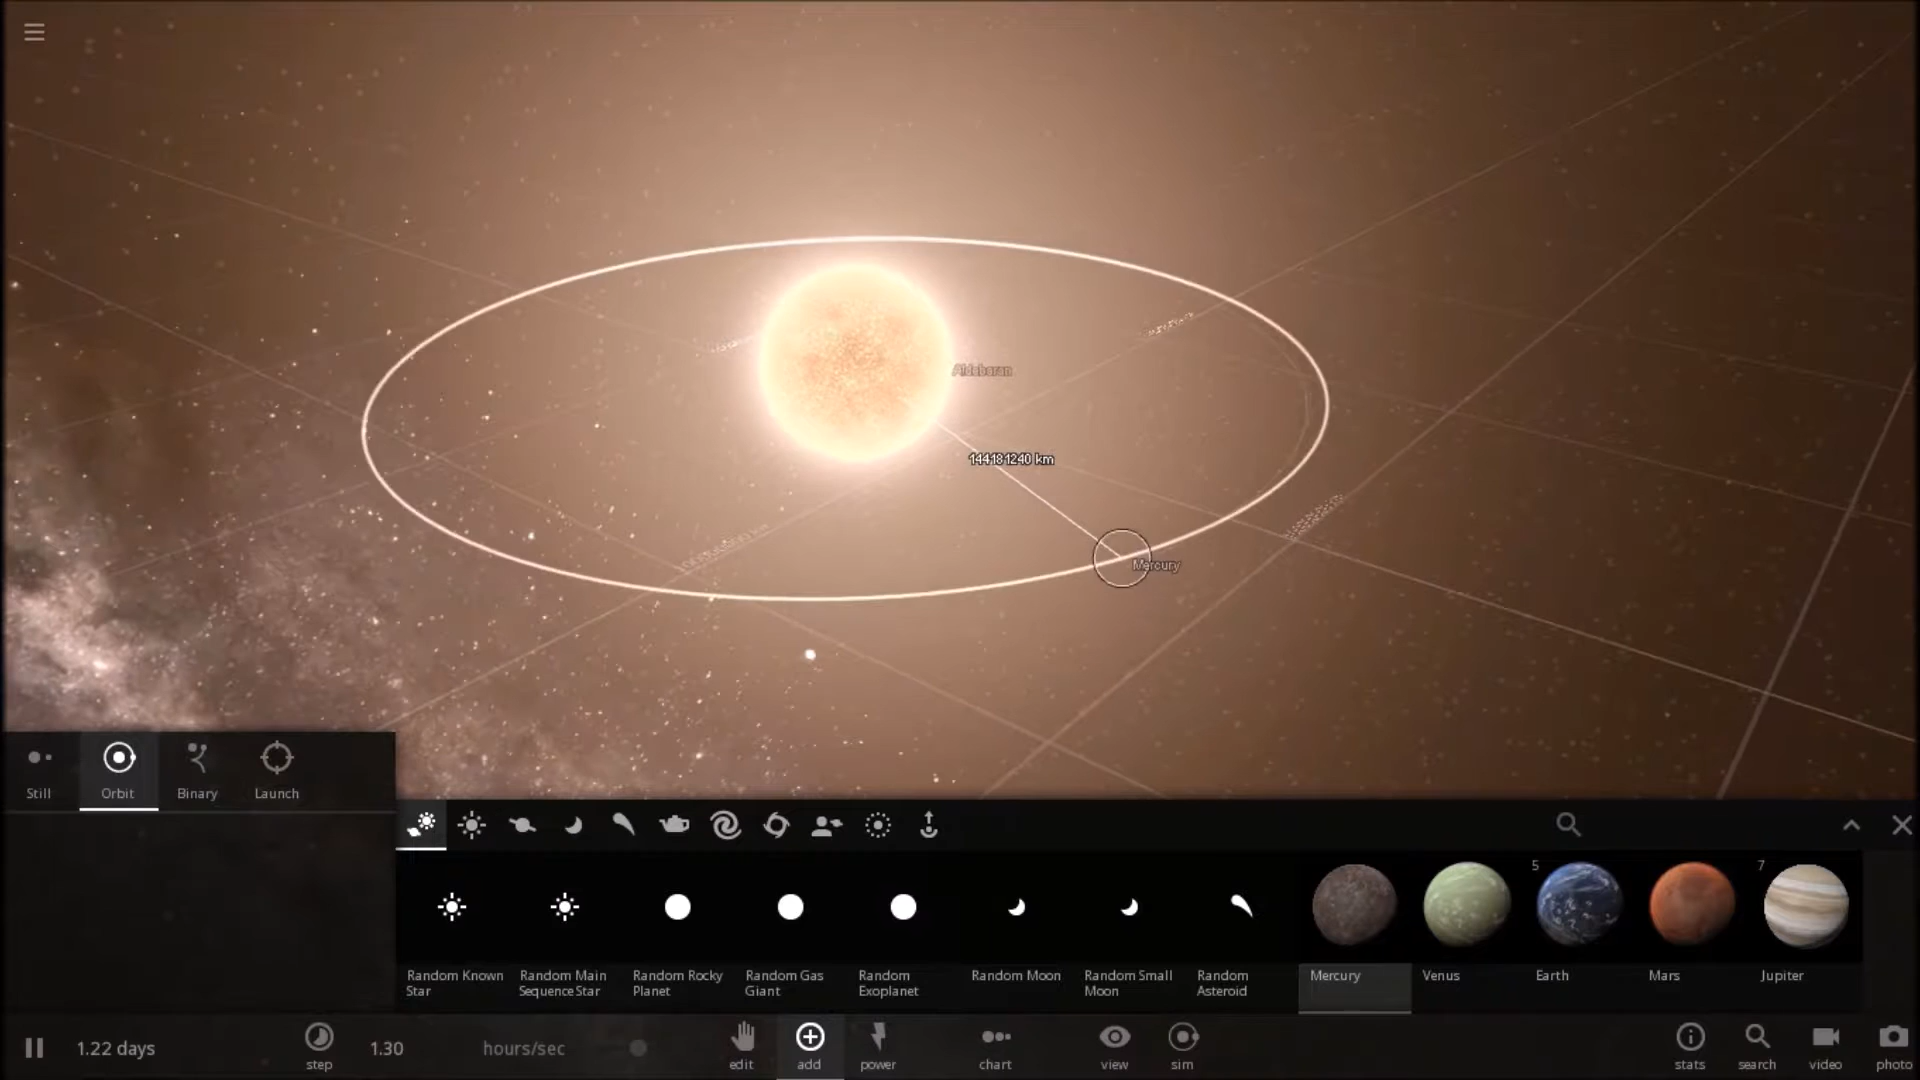 Aldebaran
144181240 km
Mercury
Still
Orbit
Binary
Launch
5
7
Random Known
Star
Random Main
Sequence Star
Random Rocky
Planet
Random Gas
Giant
Random
Exoplanet
Random Moon
Random Small
Moon
Random
Asteroid
Mercury
Venus
Earth
Mars
Jupiter
1.22 days
step
1.30
hours/sec
edit
add
power
chart
view
sim
stats
search
video
photo